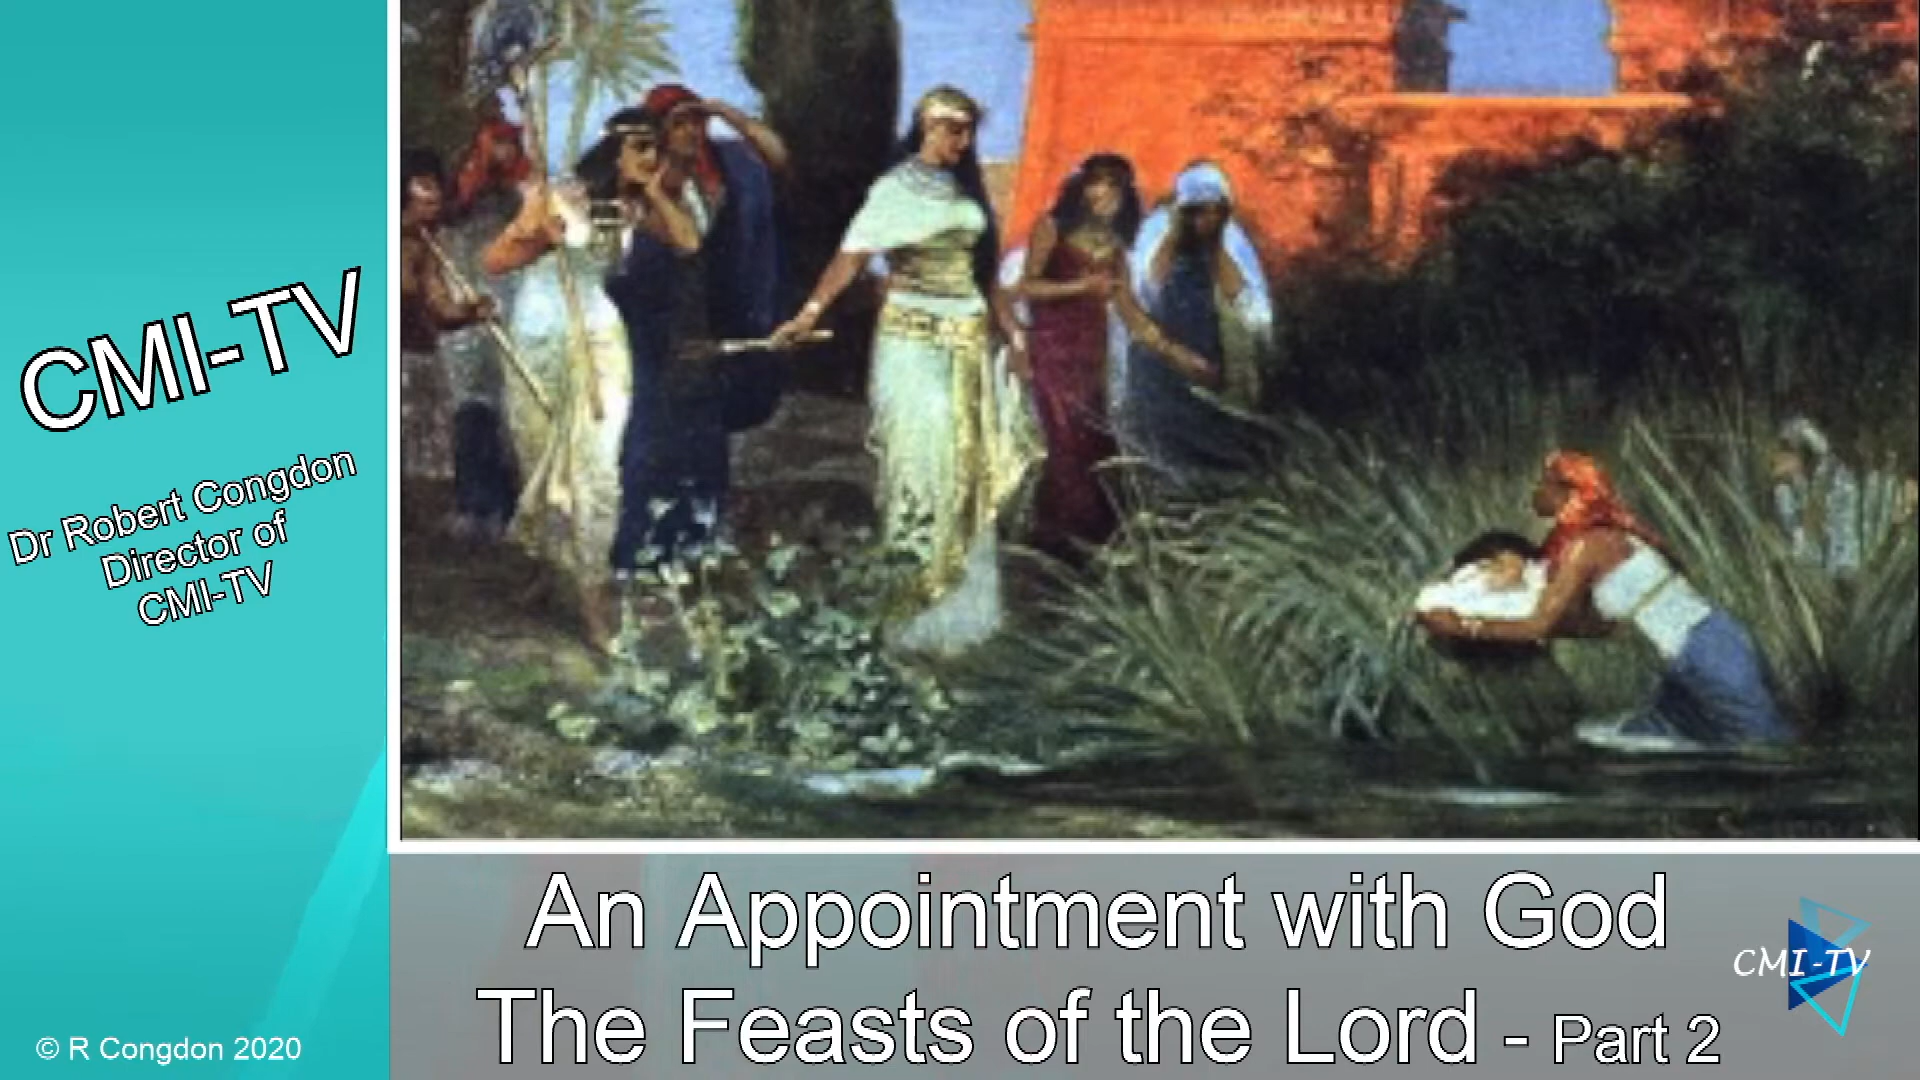 CMI-TV
Dr Robert Congdon
Director of
CMI-TV
© R Congdon 2020
An Appointment with God
The Feasts of the Lord - Part 2
CMI-TV